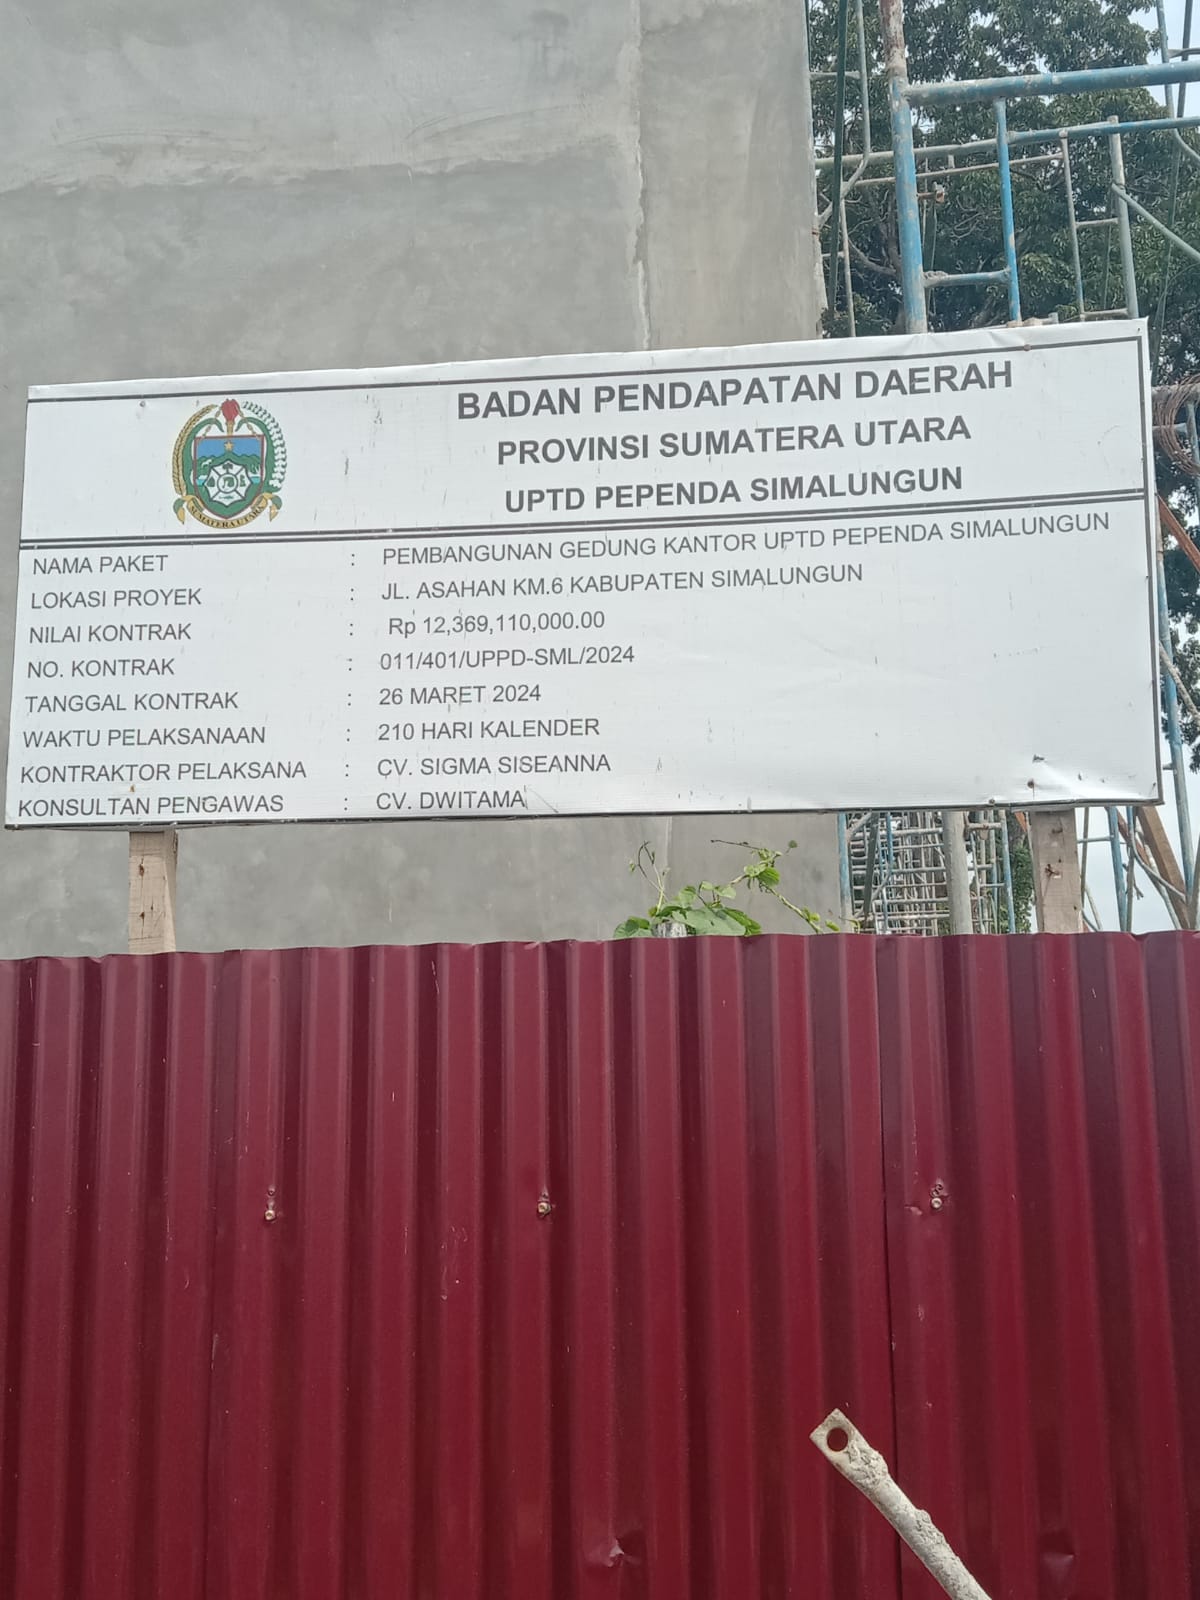 BADAN PENDAPATAN DAERAH
PROVINSI SUMATERA UTARA
UPTD PEPENDA SIMALUNGUN
SUMATERA UTARA
NAMA PAKET : PEMBANGUNAN GEDUNG KANTOR UPTD PEPENDA SIMALUNGUN
LOKASI PROYEK : JL. ASAHAN KM.6 KABUPATEN SIMALUNGUN
NILAI KONTRAK : Rp 12,369,110,000.00
NO. KONTRAK : 011/401/UPPD-SML/2024
TANGGAL KONTRAK : 26 MARET 2024
WAKTU PELAKSANAAN : 210 HARI KALENDER
KONTRAKTOR PELAKSANA : CV. SIGMA SISEANNA
KONSULTAN PENGAWAS : CV. DWITAMA